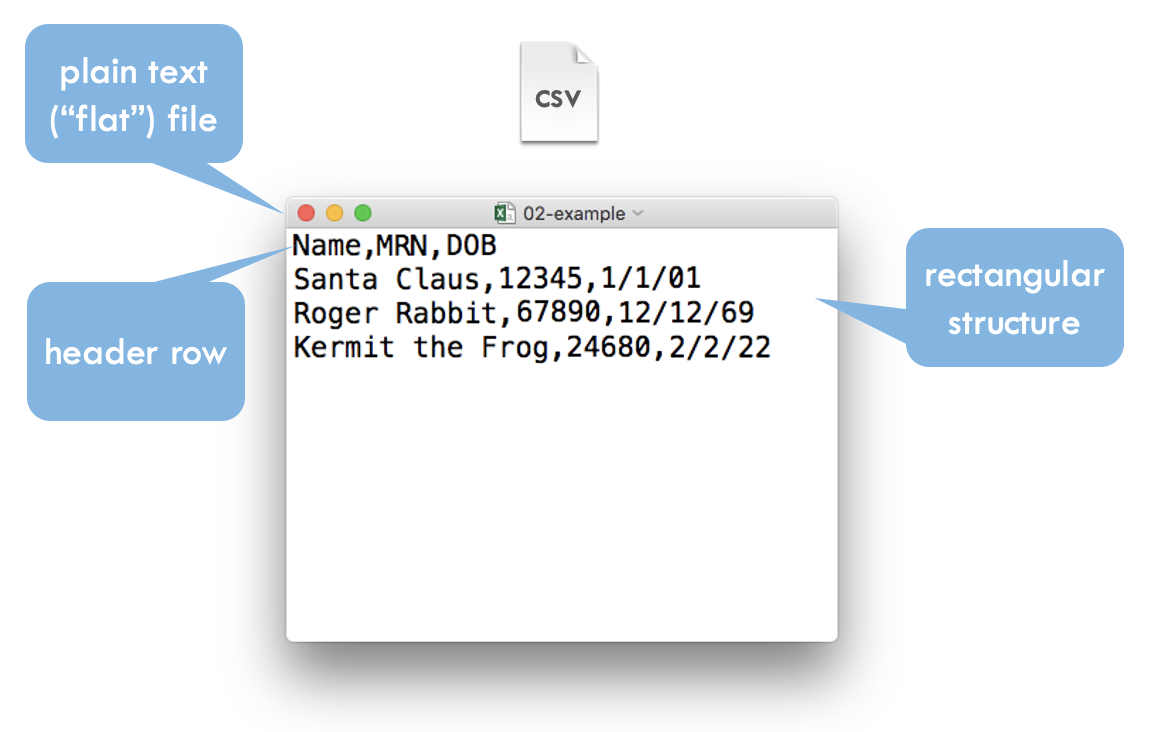 plain text
(“flat”) file
CSV
02-example
Name,MRN,DOB
Santa Claus,12345,1/1/01
Roger Rabbit,67890,12/12/69
Kermit the Frog,24680,2/2/22
header row
rectangular
structure